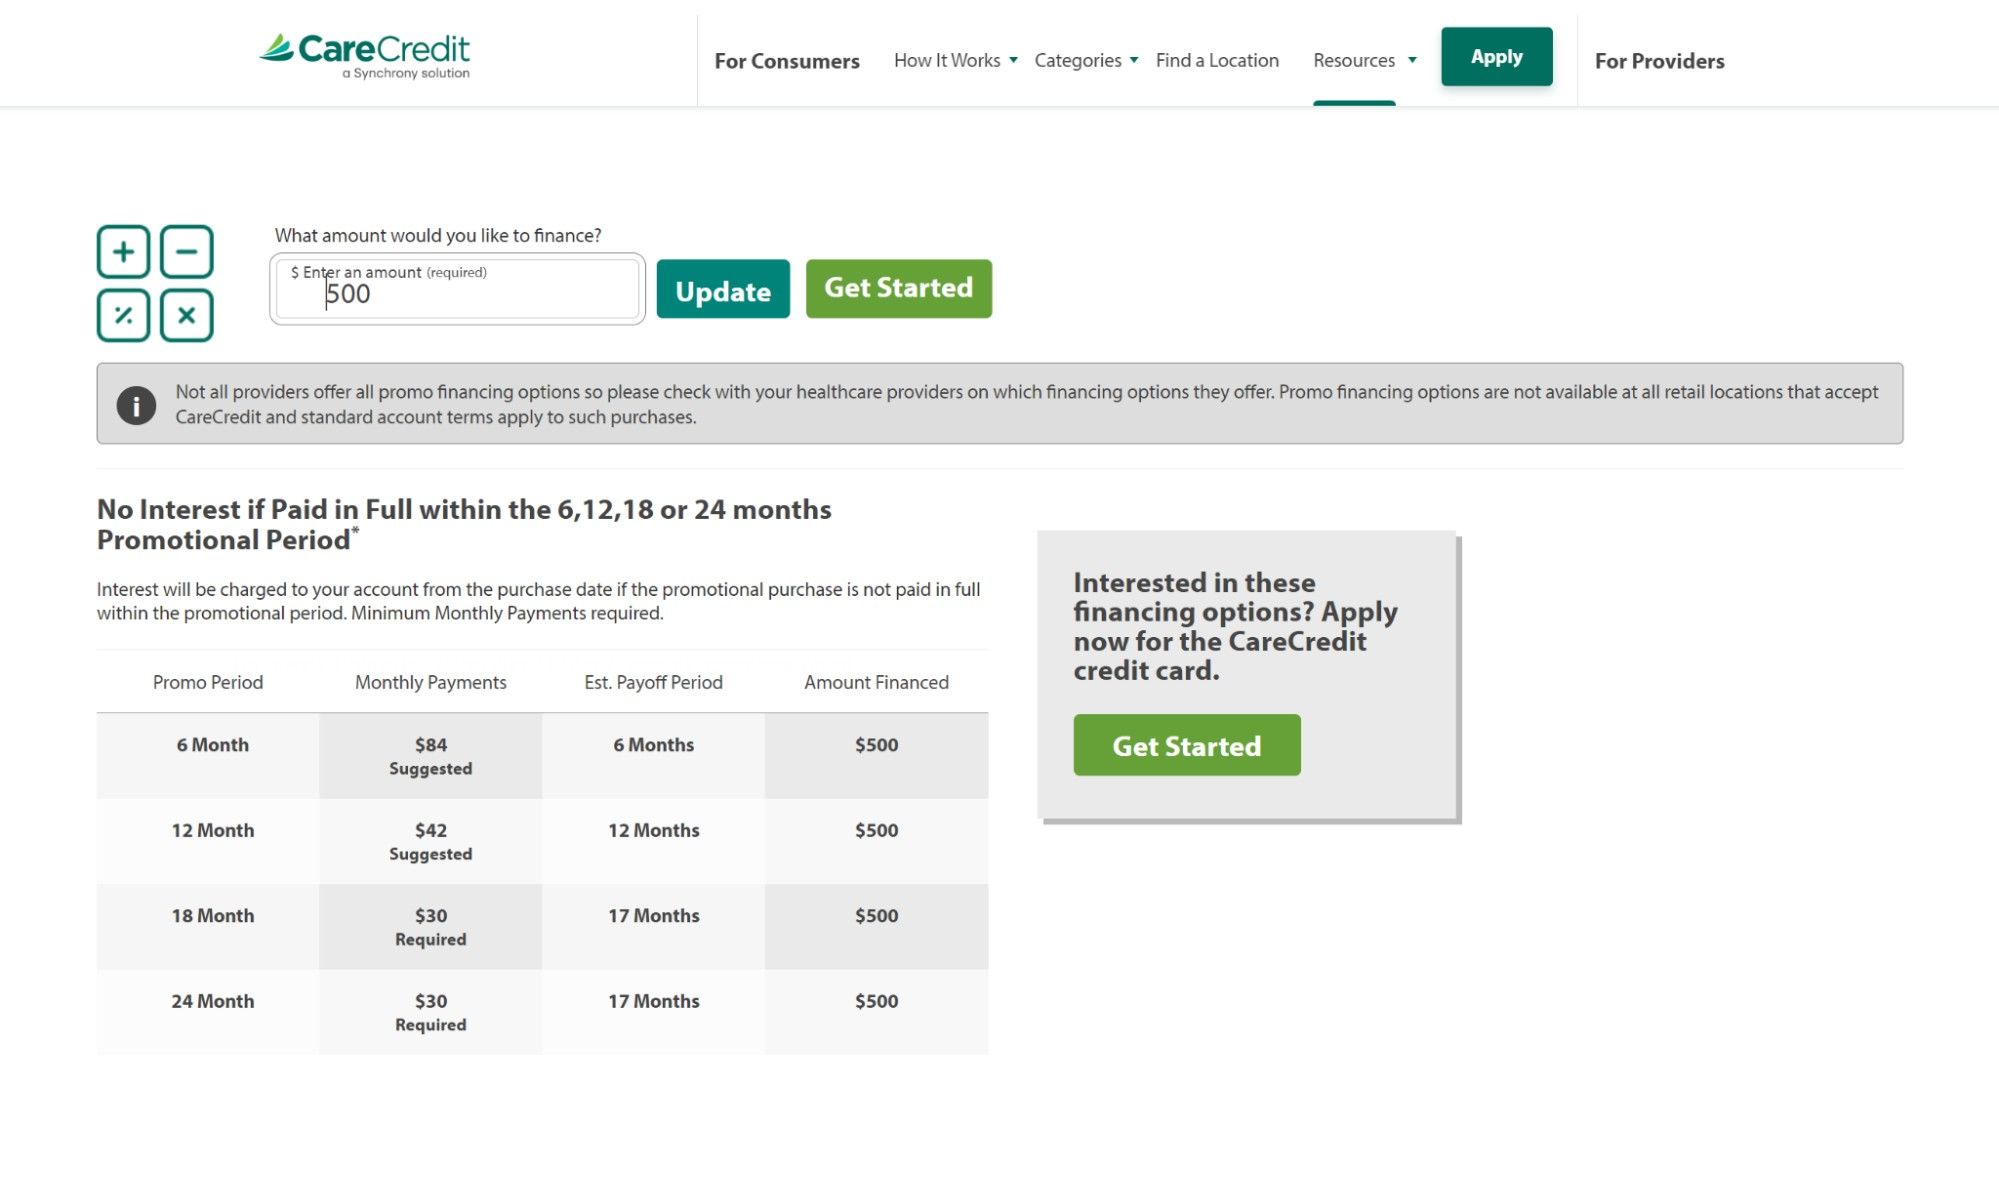 CareCredit
a Synchrony solution
For Consumers
How It Works
Categories
Find a Location
Resources
Apply
For Providers
What amount would you like to finance?
$ Enter an amount (required)
500
Update
Get Started
Not all providers offer all promo financing options so please check with your healthcare providers on which financing options they offer. Promo financing options are not available at all retail locations that accept
CareCredit and standard account terms apply to such purchases.
No Interest if Paid in Full within the 6,12,18 or 24 months
Promotional Period*
Interest will be charged to your account from the purchase date if the promotional purchase is not paid in full
within the promotional period. Minimum Monthly Payments required.
Promo Period Monthly Payments Est. Payoff Period Amount Financed
6 Month $84 6 Months $500
Suggested
12 Month $42 12 Months $500
Suggested
18 Month $30 17 Months $500
Required
24 Month $30 17 Months $500
Required
Interested in these
financing options? Apply
now for the CareCredit
credit card.
Get Started